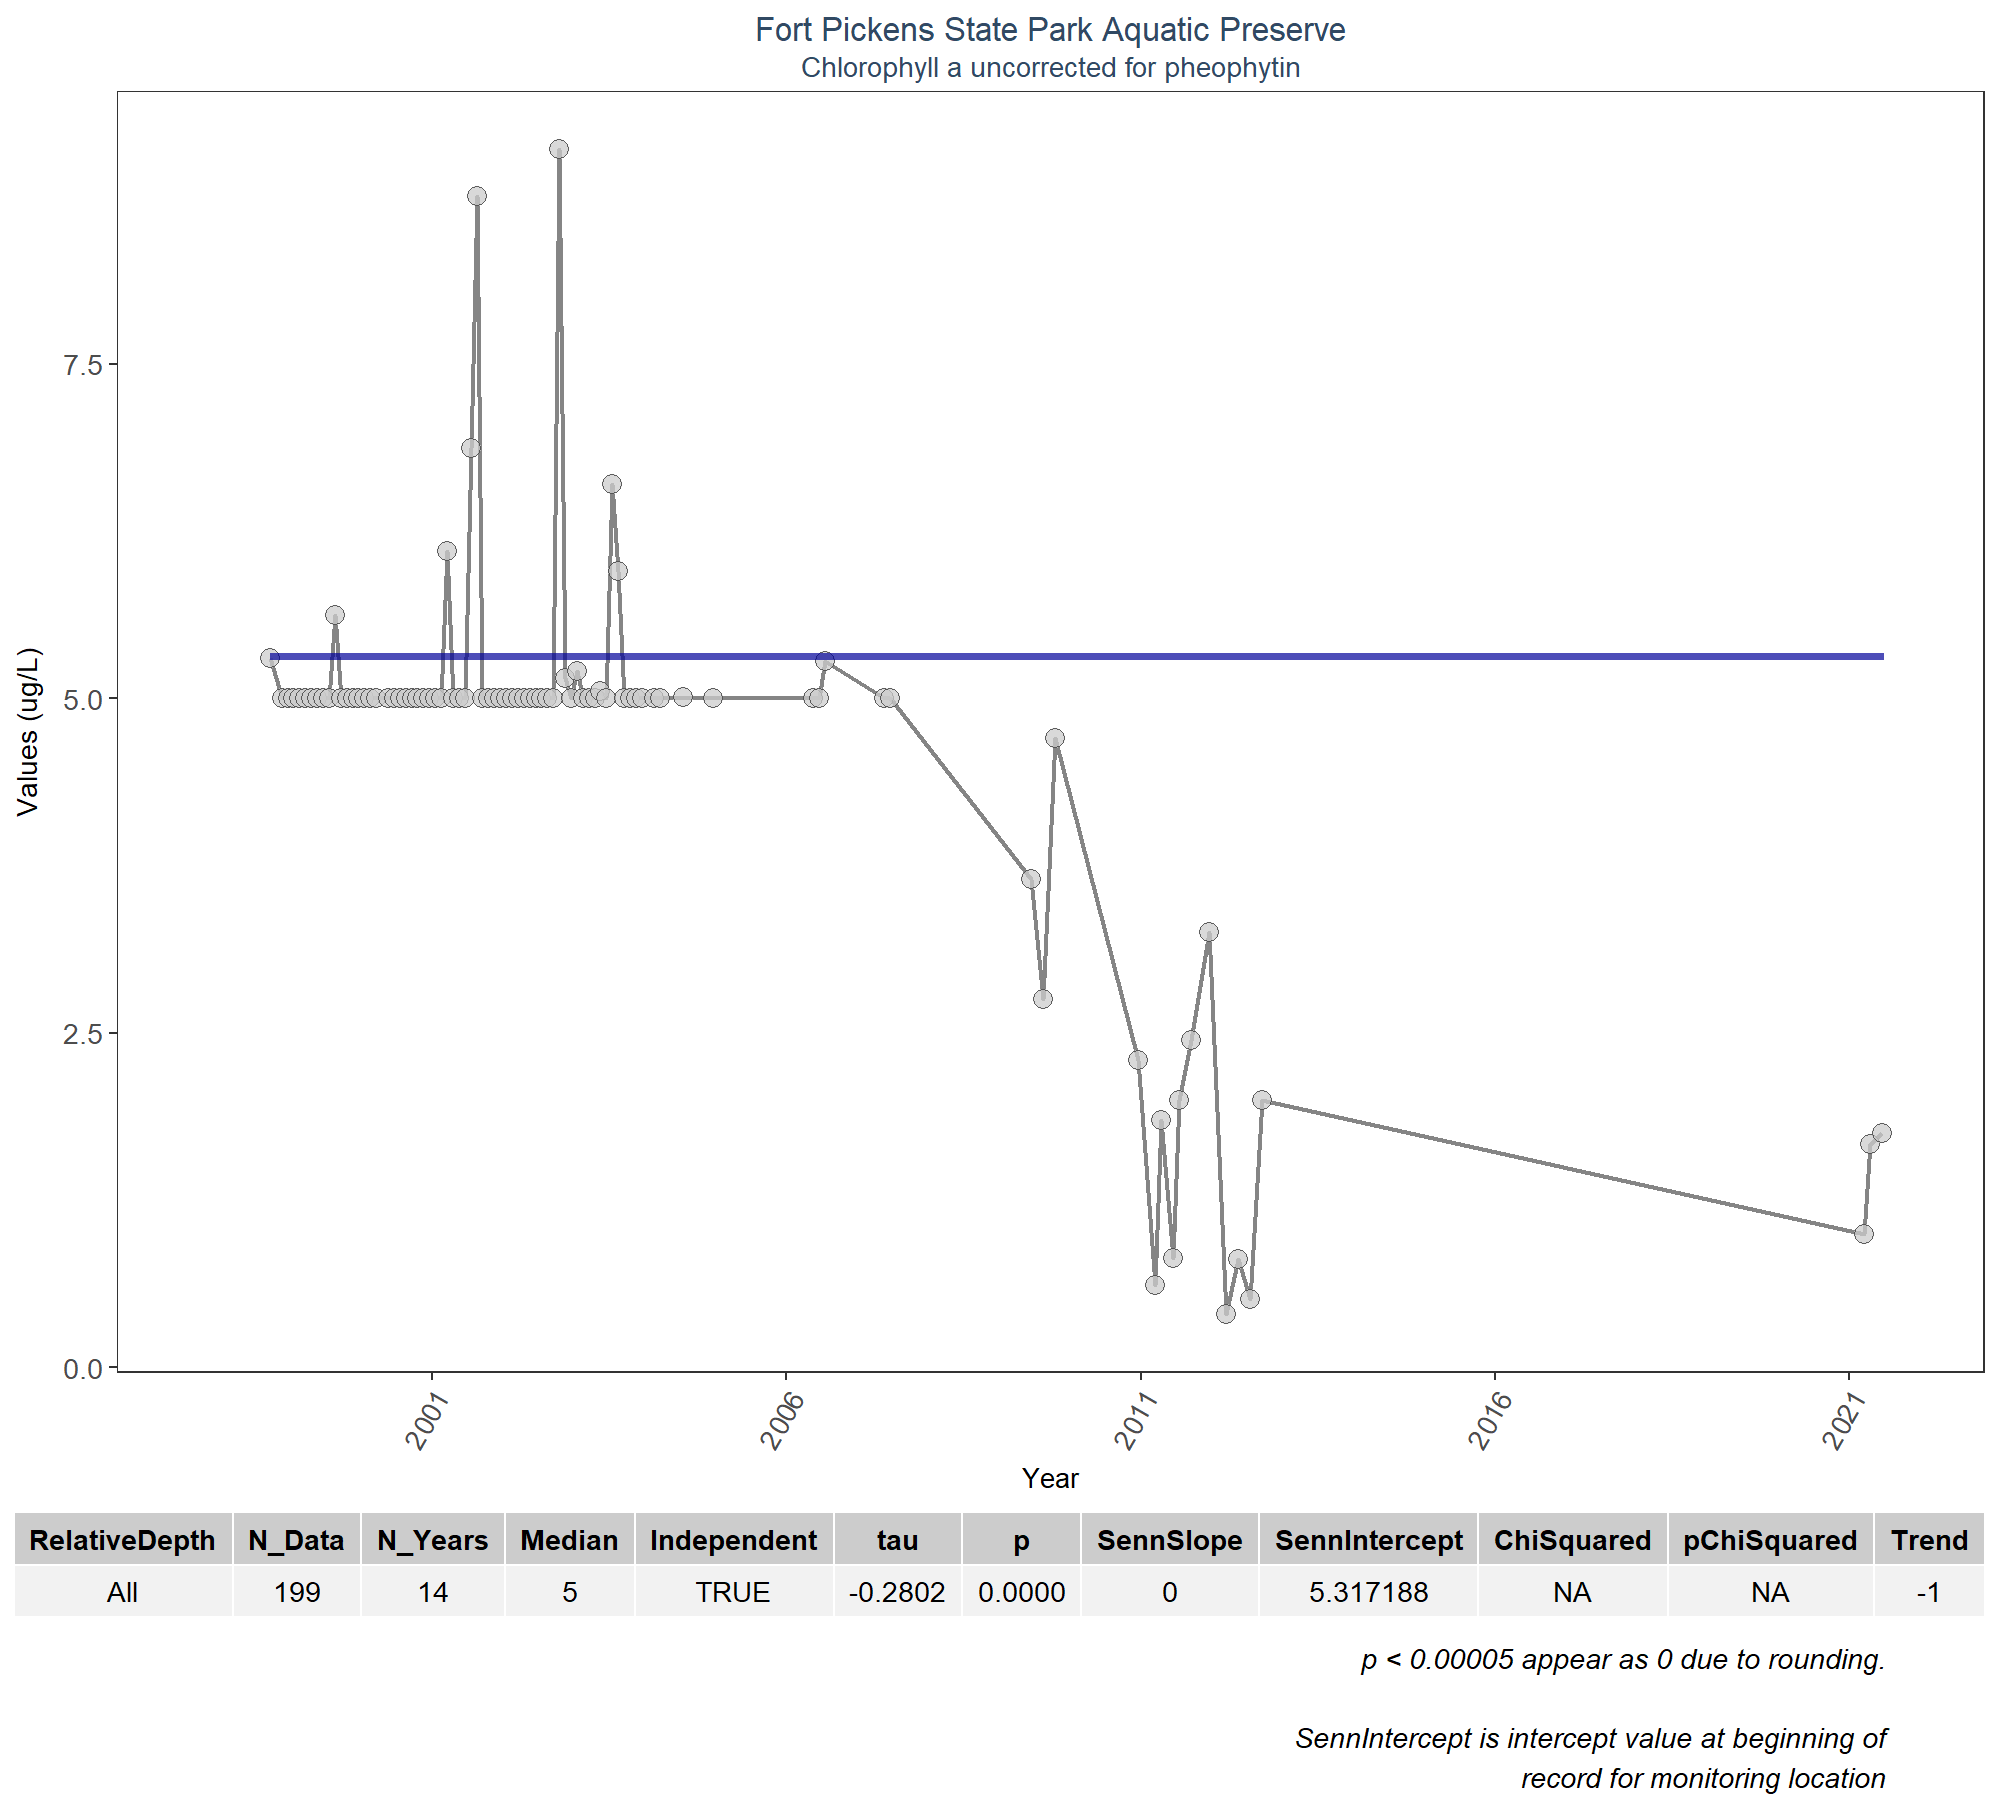 Fort Pickens State Park Aquatic Preserve
Chlorophyll a uncorrected for pheophytin
7.5
5.0
2.5
0.0
Values (ug/L)
2001 2006 2011 2016 2021
Year
RelativeDepth N_Data N_Years Median Independent tau p SennSlope SennIntercept ChiSquared pChiSquared Trend
All 199 14 5 TRUE -0.2802 0.0000 0 5.317188 NA NA -1
p < 0.00005 appear as 0 due to rounding.
SennIntercept is intercept value at beginning of
record for monitoring location